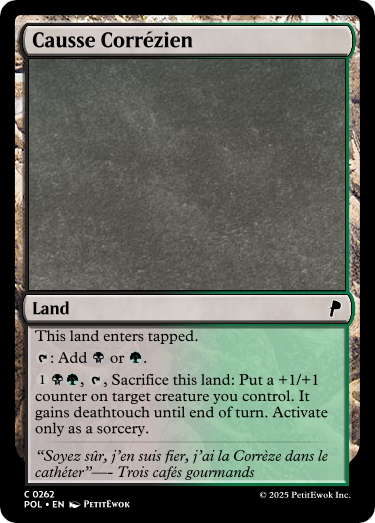 Causse Corrézien
Land
This land enters tapped.
: Add or .
1 , , Sacrifice this land: Put a +1/+1
counter on target creature you control. It
gains deathtouch until end of turn. Activate
only as a sorcery.
“Soyez sûr, j'en suis fier, j'ai la Corrèze dans le
cathéter”—- Trois cafés gourmands
C 0262
POL • EN PetitEwok
© 2025 PetitEwok Inc.